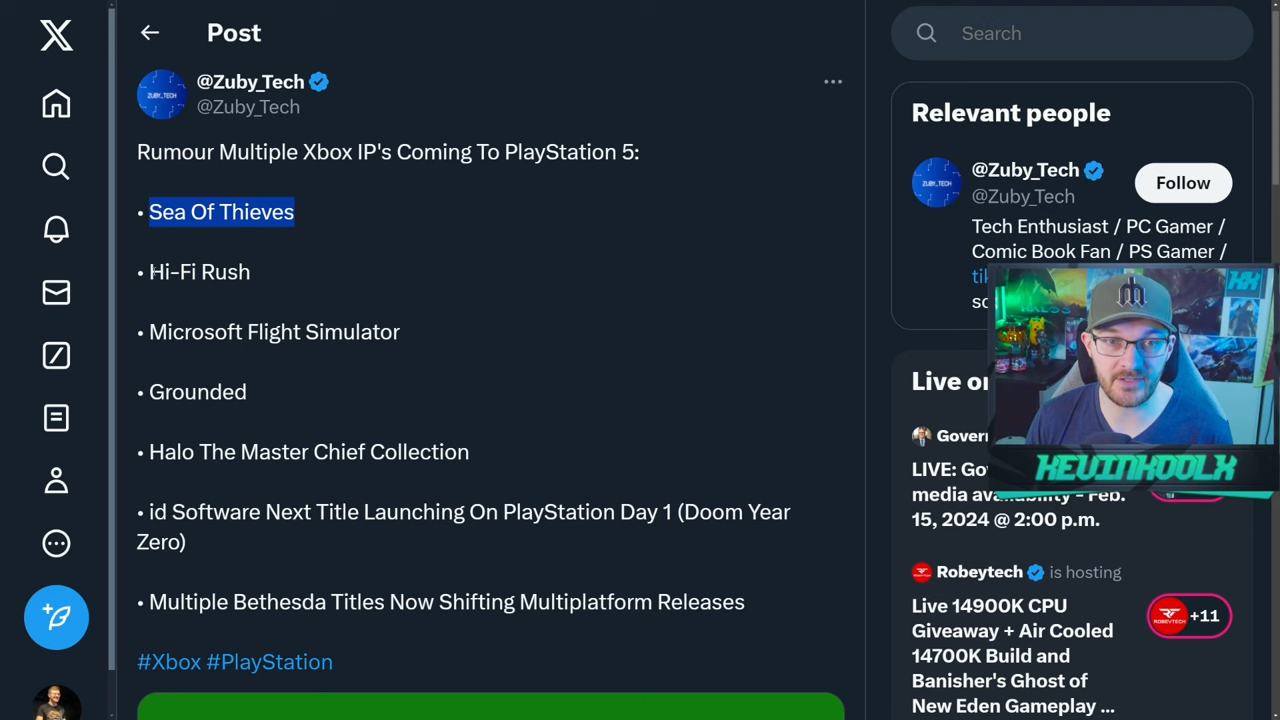 Post
Search
@Zuby_Tech
@Zuby_Tech
Rumour Multiple Xbox IP's Coming To PlayStation 5:
• Sea Of Thieves
• Hi-Fi Rush
• Microsoft Flight Simulator
• Grounded
• Halo The Master Chief Collection
• id Software Next Title Launching On PlayStation Day 1 (Doom Year
Zero)
• Multiple Bethesda Titles Now Shifting Multiplatform Releases
#Xbox #PlayStation
Relevant people
@Zuby_Tech
@Zuby_Tech
Follow
Tech Enthusiast / PC Gamer /
Comic Book Fan / PS Gamer /
KEVINKOOLX
Live
LIVE:
media
15, 2024 @ 2:00 p.m.
Robeytech is hosting
Live 14900K CPU
Giveaway + Air Cooled
14700K Build and
Banisher's Ghost of
New Eden Gameplay ...
+11
ZUBY_TECH
ZUBY_TECH
ROBEYTECH